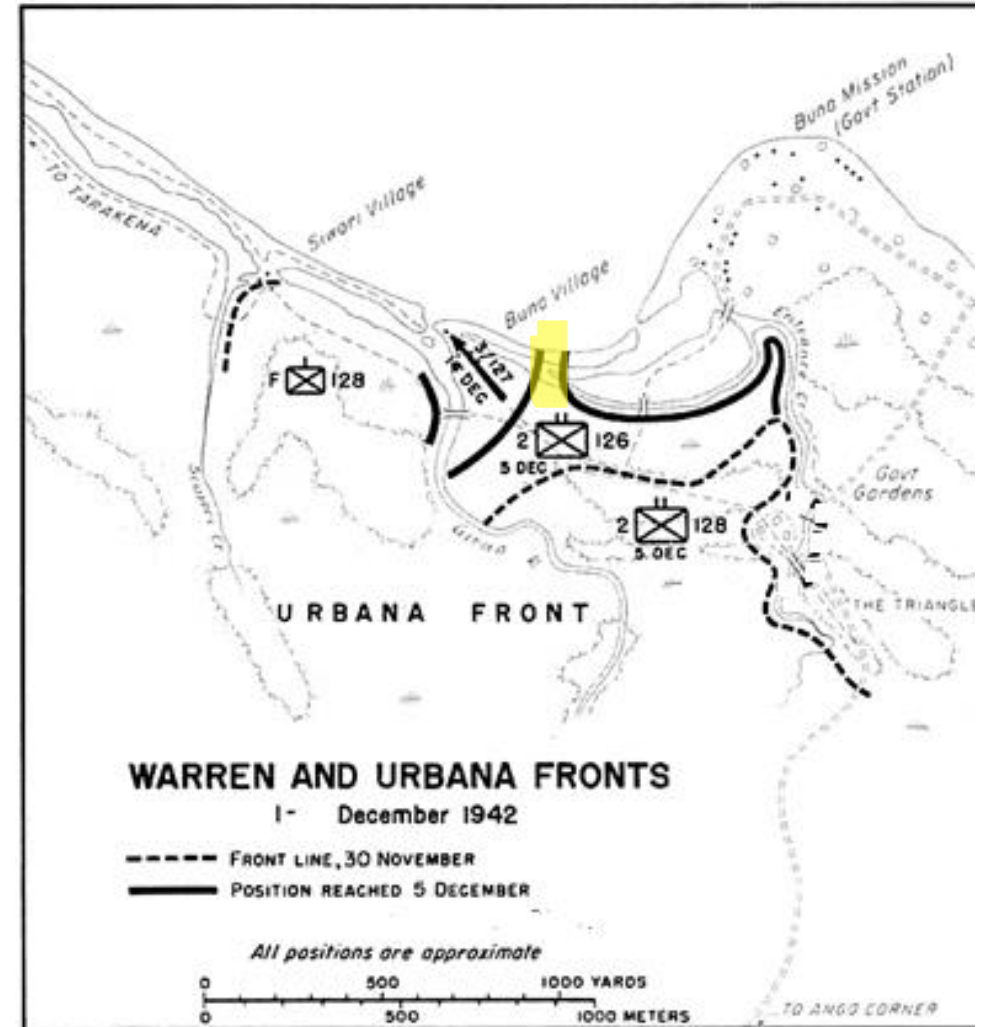 Buna Mission
(Govt Station)
TO TARAKENA
Siwori Village
Buna Village
Entrance Cr
3/127
14 DEC
F 128
2 126
5 DEC
Govt
Gardens
2 128
5 DEC
Girua
Siwori Cr
URBANA FRONT
THE TRIANGLE
WARREN AND URBANA FRONTS
1- December 1942
FRONT LINE, 30 NOVEMBER
POSITION REACHED 5 DECEMBER
All positions are approximate
0 500 1000 YARDS
0 500 1000 METERS
TO ANGO CORNER